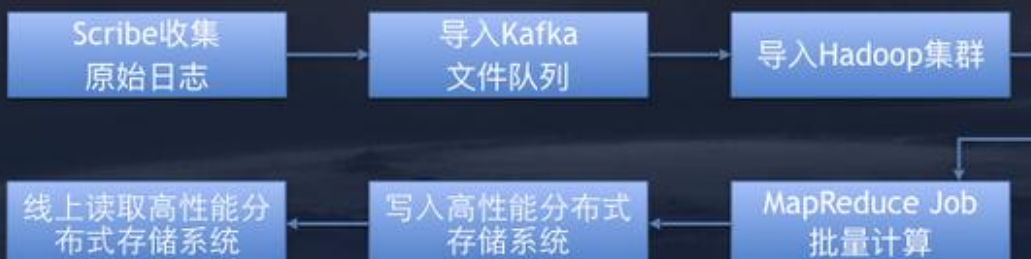 Scribe收集
原始日志
导入Kafka
文件队列
导入Hadoop集群
MapReduce Job
批量计算
写入高性能分布式
存储系统
线上读取高性能分
布式存储系统